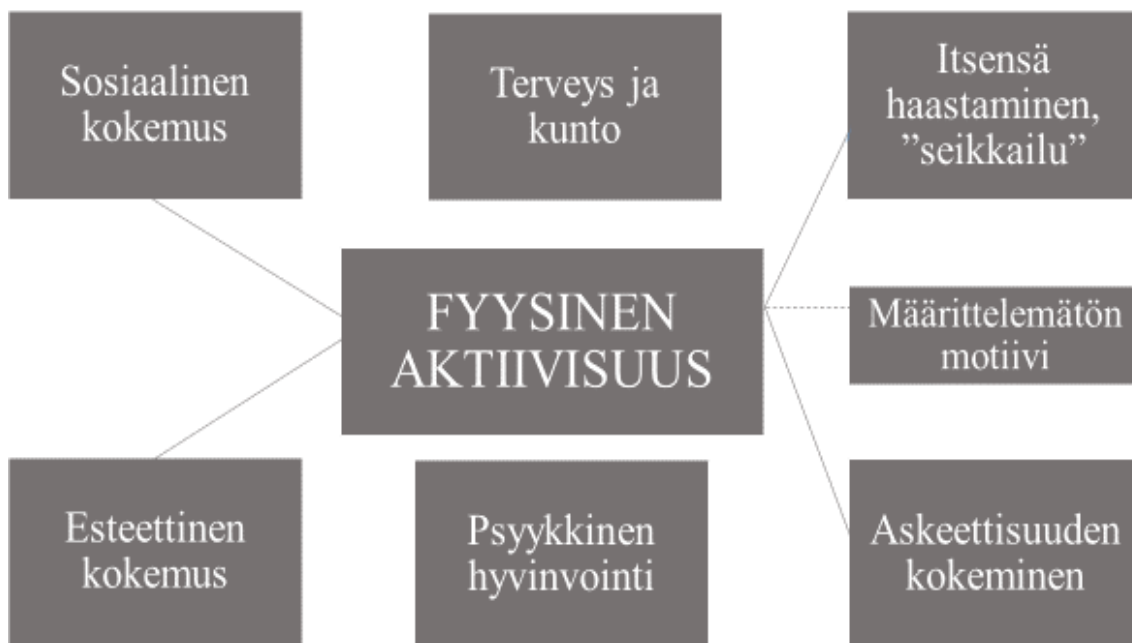 Sosiaalinen
kokemus
Terveys ja
kunto
Itsensä
haastaminen,
”seikkailu”
FYYSINEN
AKTIIVISUUS
Määrittelemätön
motiivi
Esteettinen
kokemus
Psyykkinen
hyvinvointi
Askeettisuuden
kokeminen